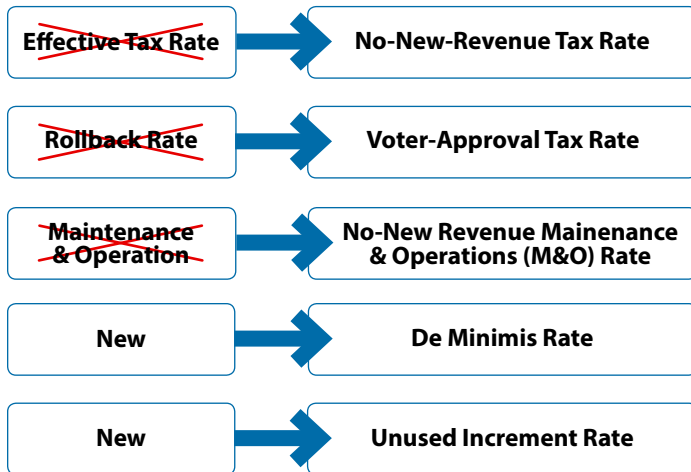 Effective Tax Rate
No-New-Revenue Tax Rate
Rollback Rate
Voter-Approval Tax Rate
Maintenance
& Operation
No-New Revenue Mainenance
& Operations (M&O) Rate
New
De Minimis Rate
New
Unused Increment Rate